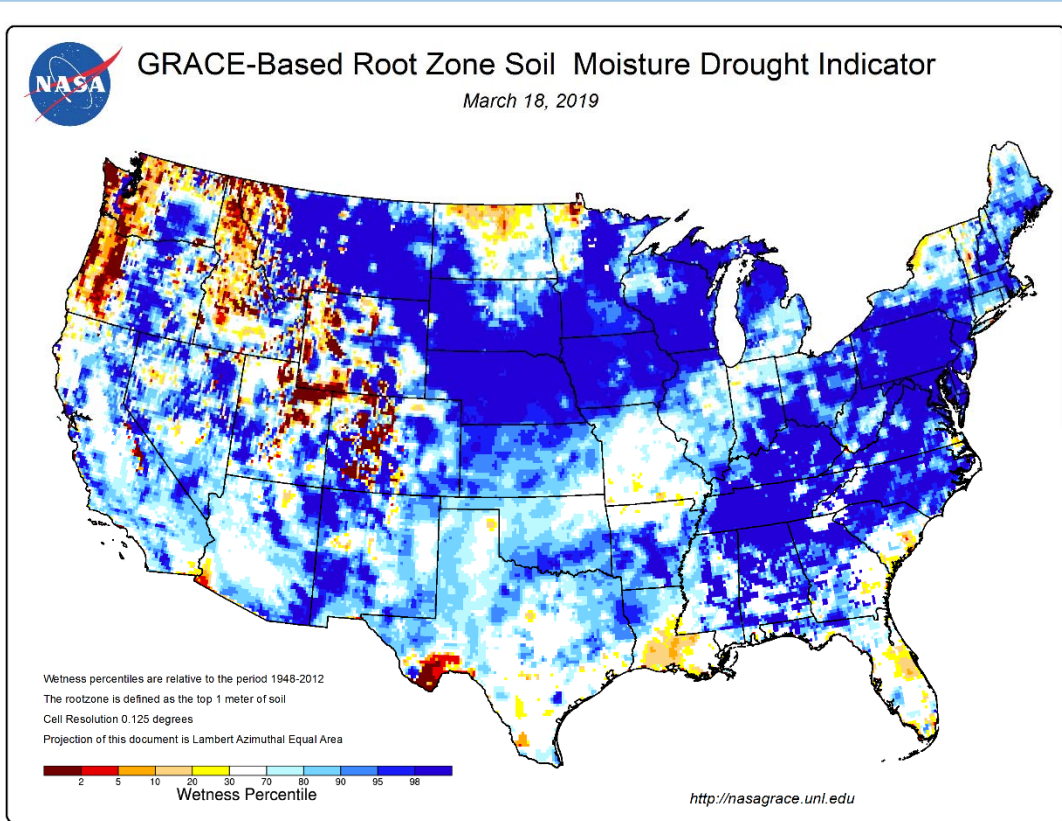 NASA
GRACE-Based Root Zone Soil Moisture Drought Indicator
March 18, 2019
Wetness percentiles are relative to the period 1948-2012
The rootzone is defined as the top 1 meter of soil
Cell Resolution 0.125 degrees
Projection of this document is Lambert Azimuthal Equal Area
2 5 10 20 30 70 80 90 95 98
Wetness Percentile
http://nasagrace.unl.edu